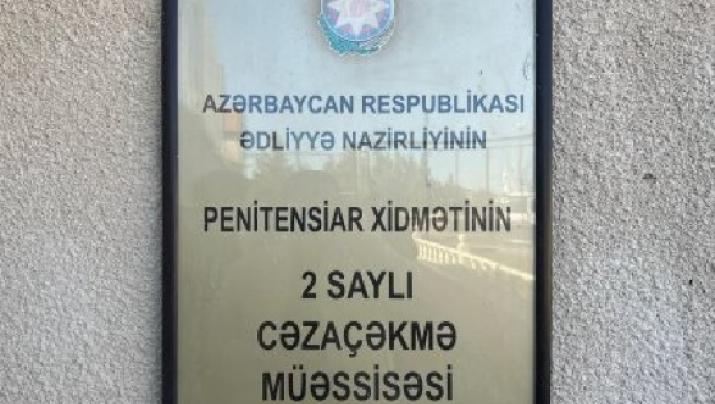 AZƏRBAYCAN RESPUBLİKASI
ƏDLİYYƏ NAZİRLİYİNİN
PENİTENSİAR XİDMƏTİNİN
2 SAYLI
CƏZAÇƏKMƏ
MÜƏSSİSƏSİ